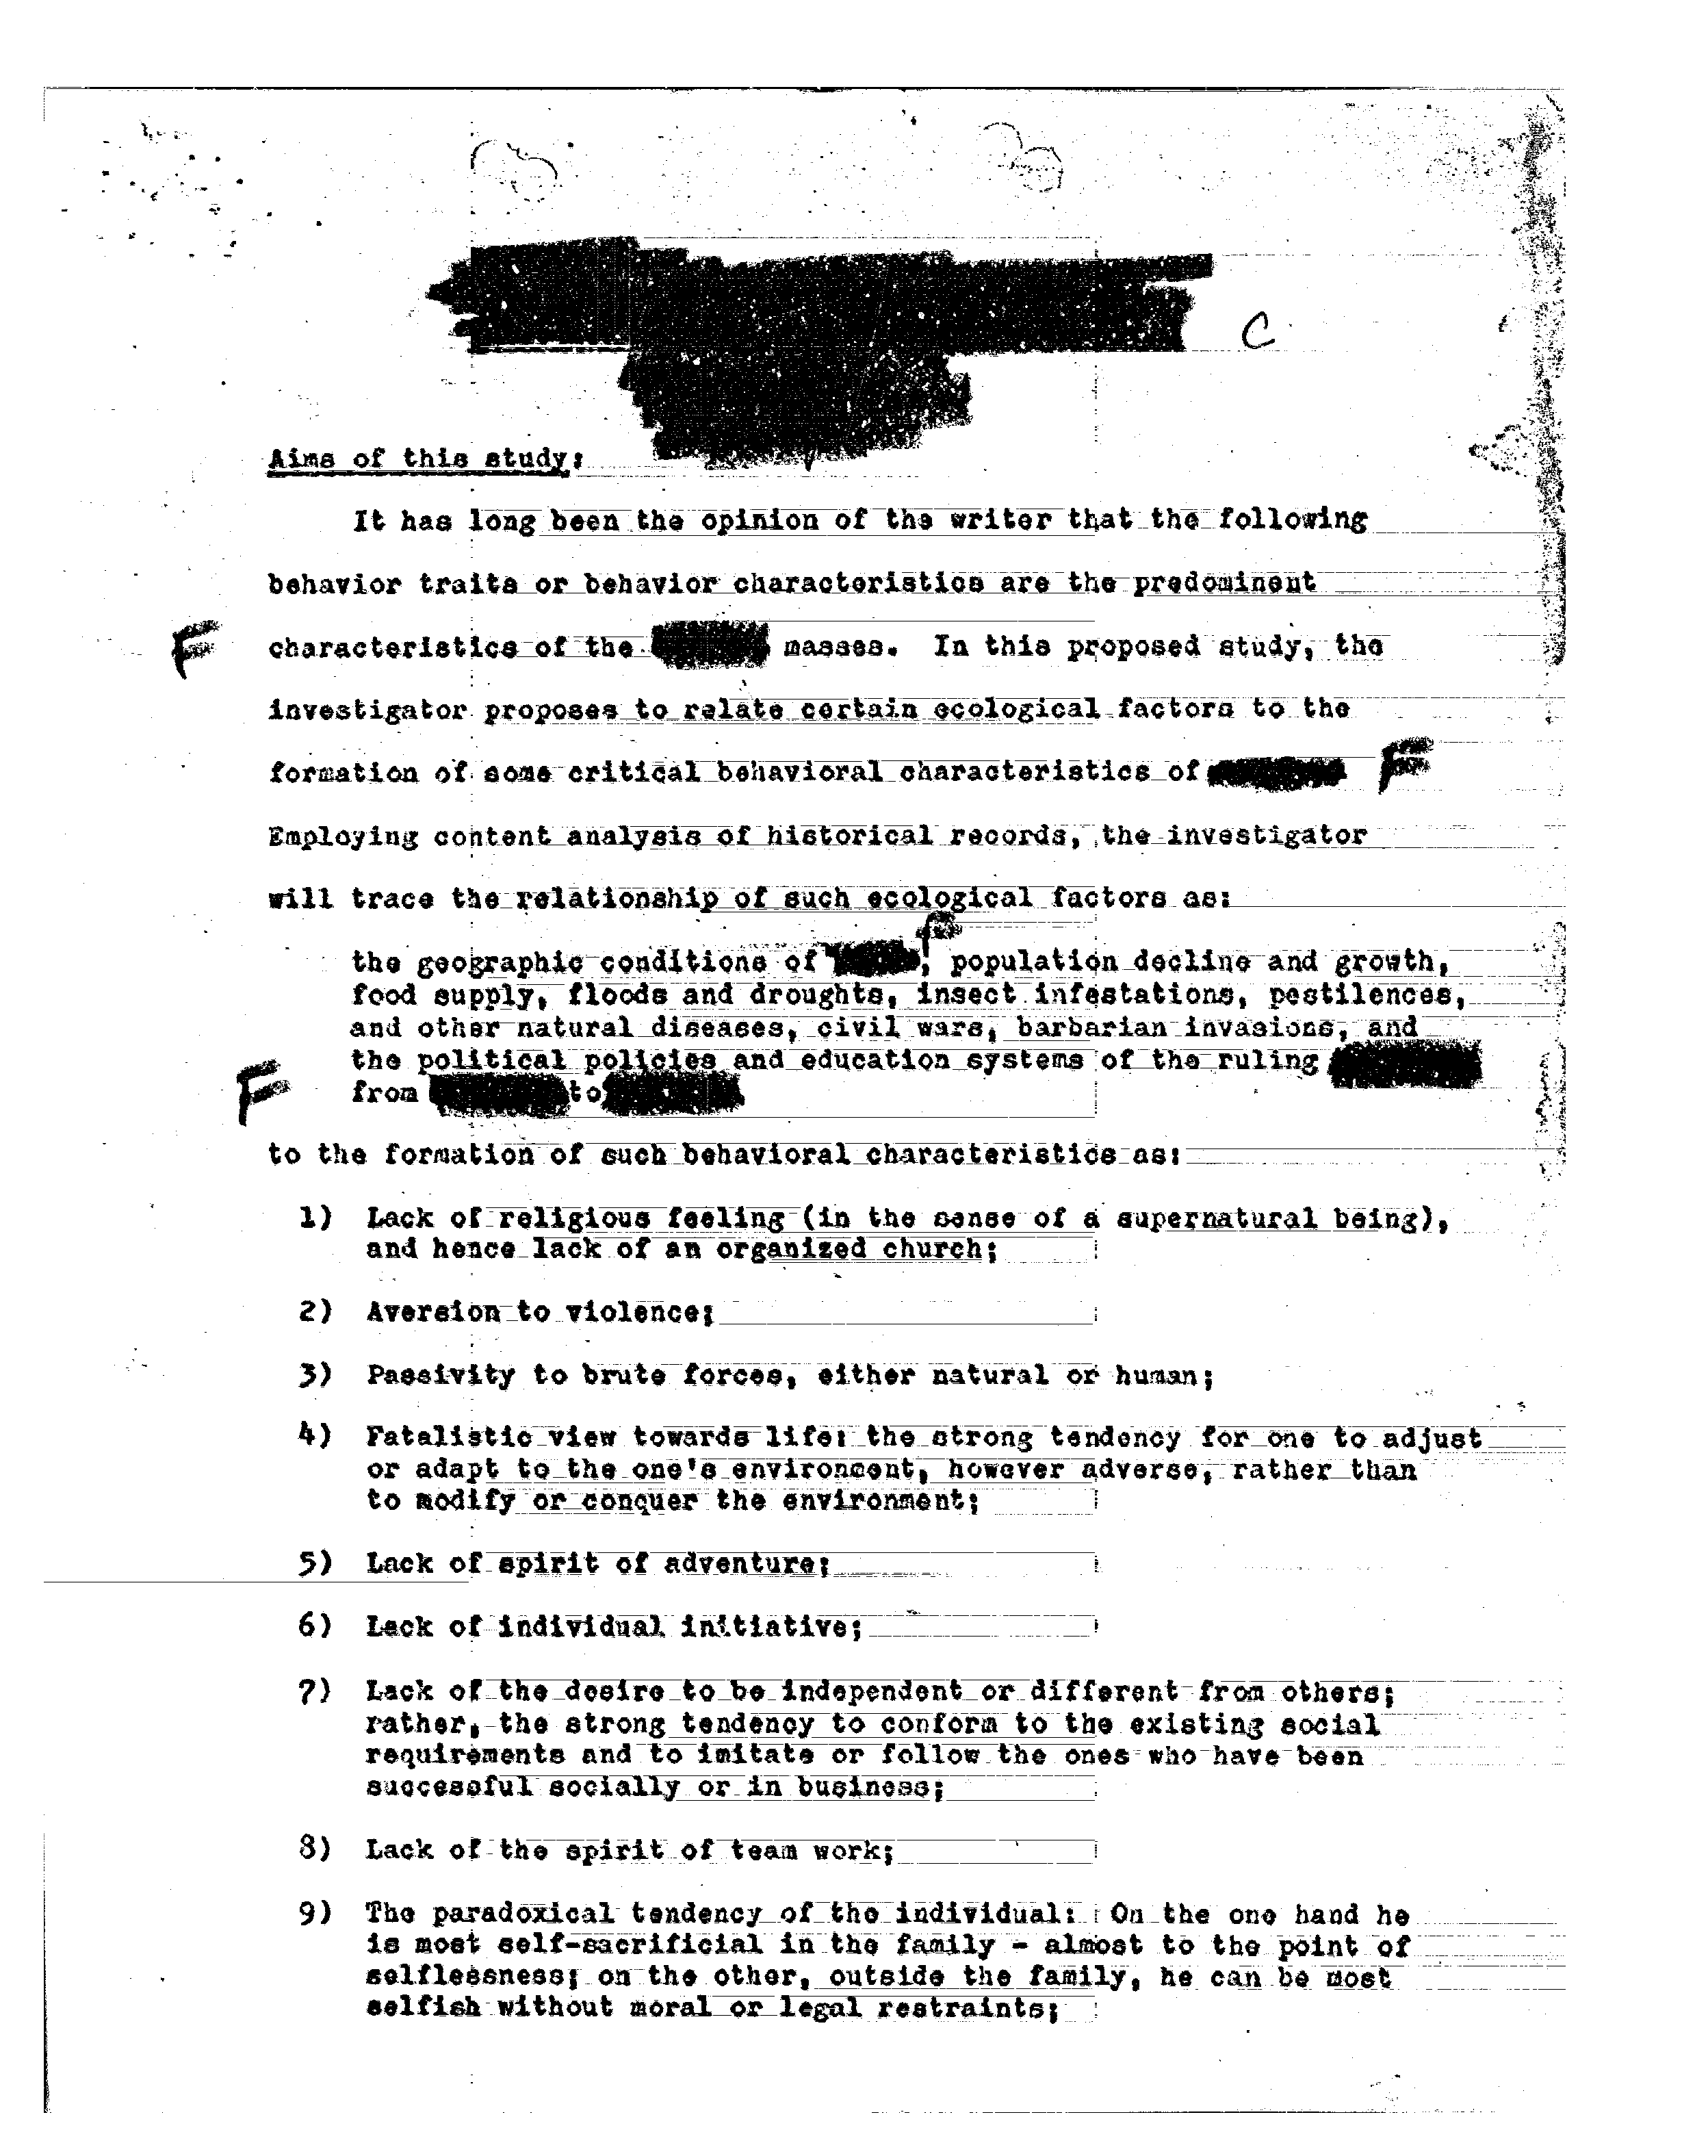 C
Aims of this study:
It has long been the opinion of the writer that the following
behavior traits or behavior characteristics are the predominent
F characteristics of the masses. In this proposed study, the
investigator proposes to relate certain ecological factors to the
formation of some critical behavioral characteristics of F
Employing content analysis of historical records, the investigator
will trace the relationship of such ecological factors as:
F
the geographic conditions of , population decline and growth,
food supply, floods and droughts, insect infestations, pestilences,
and other natural diseases, civil wars, barbarian invasions, and
the political policies and education systems of the ruling
F from to
to the formation of such behavioral characteristics as:
1) Lack of religious feeling (in the sense of a supernatural being),
and hence lack of an organized church;
2) Aversion to violence;
3) Passivity to brute forces, either natural or human;
4) Fatalistic view towards life: the strong tendency for one to adjust
or adapt to the one's environment, however adverse, rather than
to modify or conquer the environment;
5) Lack of spirit of adventure;
6) Lack of individual initiative;
7) Lack of the desire to be independent or different from others;
rather, the strong tendency to conform to the existing social
requirements and to imitate or follow the ones who have been
successful socially or in business;
8) Lack of the spirit of team work;
9) The paradoxical tendency of the individual: On the one hand he
is most self-sacrificial in the family - almost to the point of
selflessness; on the other, outside the family, he can be most
selfish without moral or legal restraints;